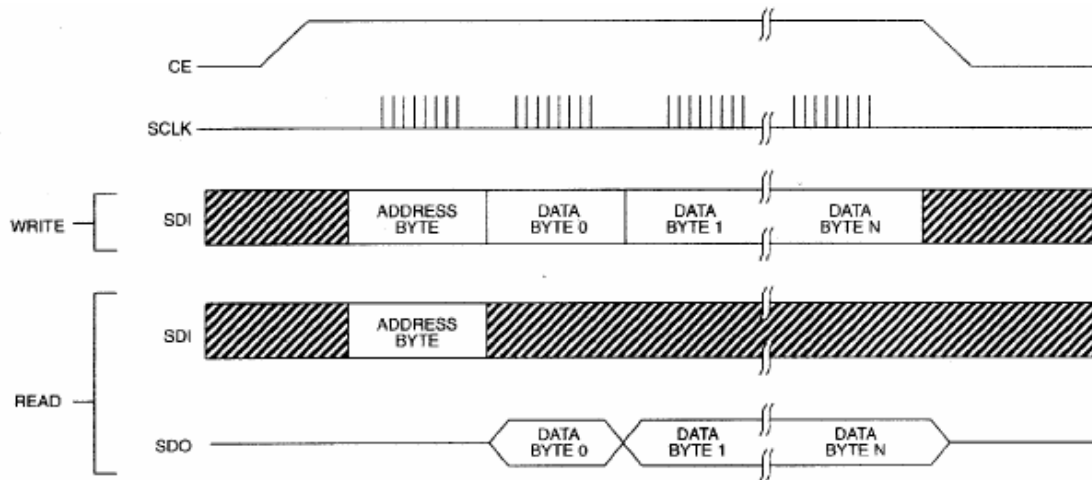 CE
SCLK
WRITE
SDI
ADDRESS
BYTE
DATA
BYTE 0
DATA
BYTE 1
DATA
BYTE N
READ
SDI
ADDRESS
BYTE
SDO
DATA
BYTE 0
DATA
BYTE 1
DATA
BYTE N